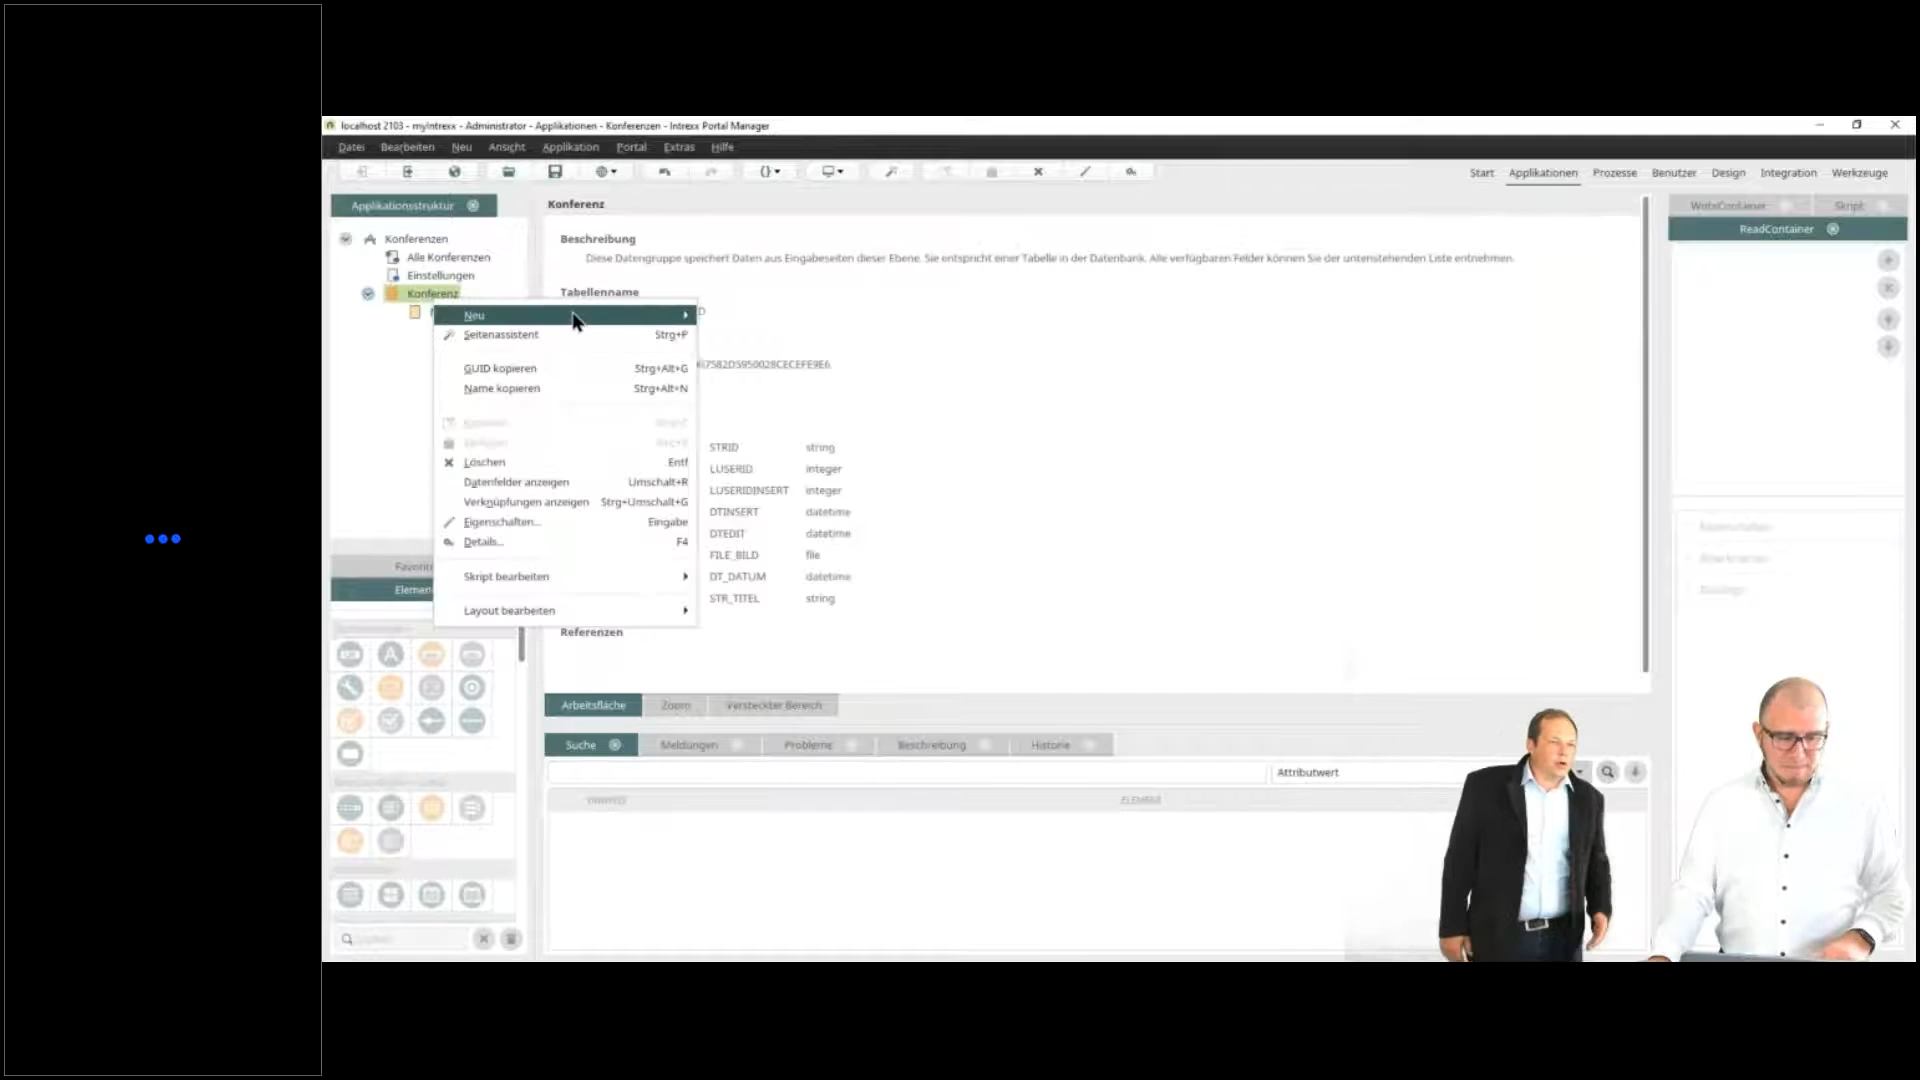 localhost 2103 - myintrexx - Administrator - Applikationen - Konferenzen - Intrexx Portal Manager
Datei Bearbeiten Neu Ansicht Applikation Portal Extras Hilfe
Start Applikationen Prozesse Benutzer Design Integration Werkzeuge
Applikationsstruktur
Konferenzen
Alle Konferenzen
Einstellungen
Konferenz
Neu
Seitenassistent Strg+P
GUID kopieren Strg+Alt+G
Name kopieren Strg+Alt+N
Löschen Entf
Datenfelder anzeigen Umschalt+R
Verknüpfungen anzeigen Strg+Umschalt+G
Eigenschaften... Eingabe
Details... F4
Skript bearbeiten
Layout bearbeiten
Konferenz
Beschreibung
Diese Datengruppe speichert Daten aus Eingabeseiten dieser Ebene. Sie entspricht einer Tabelle in der Datenbank. Alle verfügbaren Felder können Sie der untenstehenden Liste entnehmen.
Tabellenname
D
STRID string
LUSERID integer
LUSERIDINSERT integer
DTINSERT datetime
DTEDIT datetime
FILE_BILD file
DT_DATUM datetime
STR_TITEL string
Referenzen
Arbeitsfläche Zoom Versteckter Bereich
Suche Meldungen Probleme Beschreibung Historie
Attributwert
ELEMENT
Skript
ReadContainer